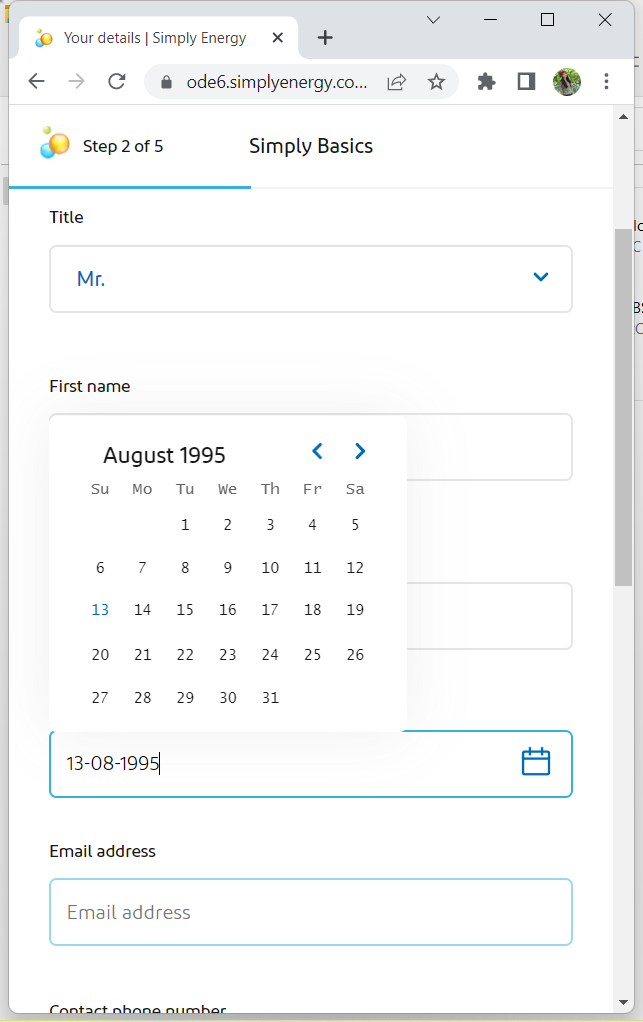 Your details | Simply Energy
ode6.simplyenergy.co...
Step 2 of 5
Simply Basics
Title
Mr.
First name
August 1995
Su Mo Tu We Th Fr Sa
1 2 3 4 5
6 7 8 9 10 11 12
13 14 15 16 17 18 19
20 21 22 23 24 25 26
27 28 29 30 31
13-08-1995
Email address
Email address
Contact phone number